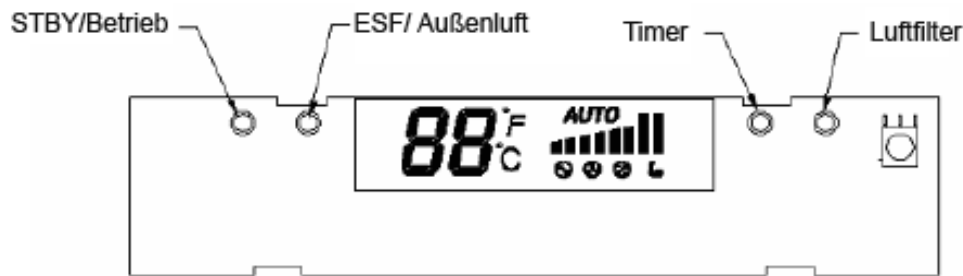 STBY/Betrieb
ESF/ Außenluft
Timer
Luftfilter
88°F
°C
AUTO